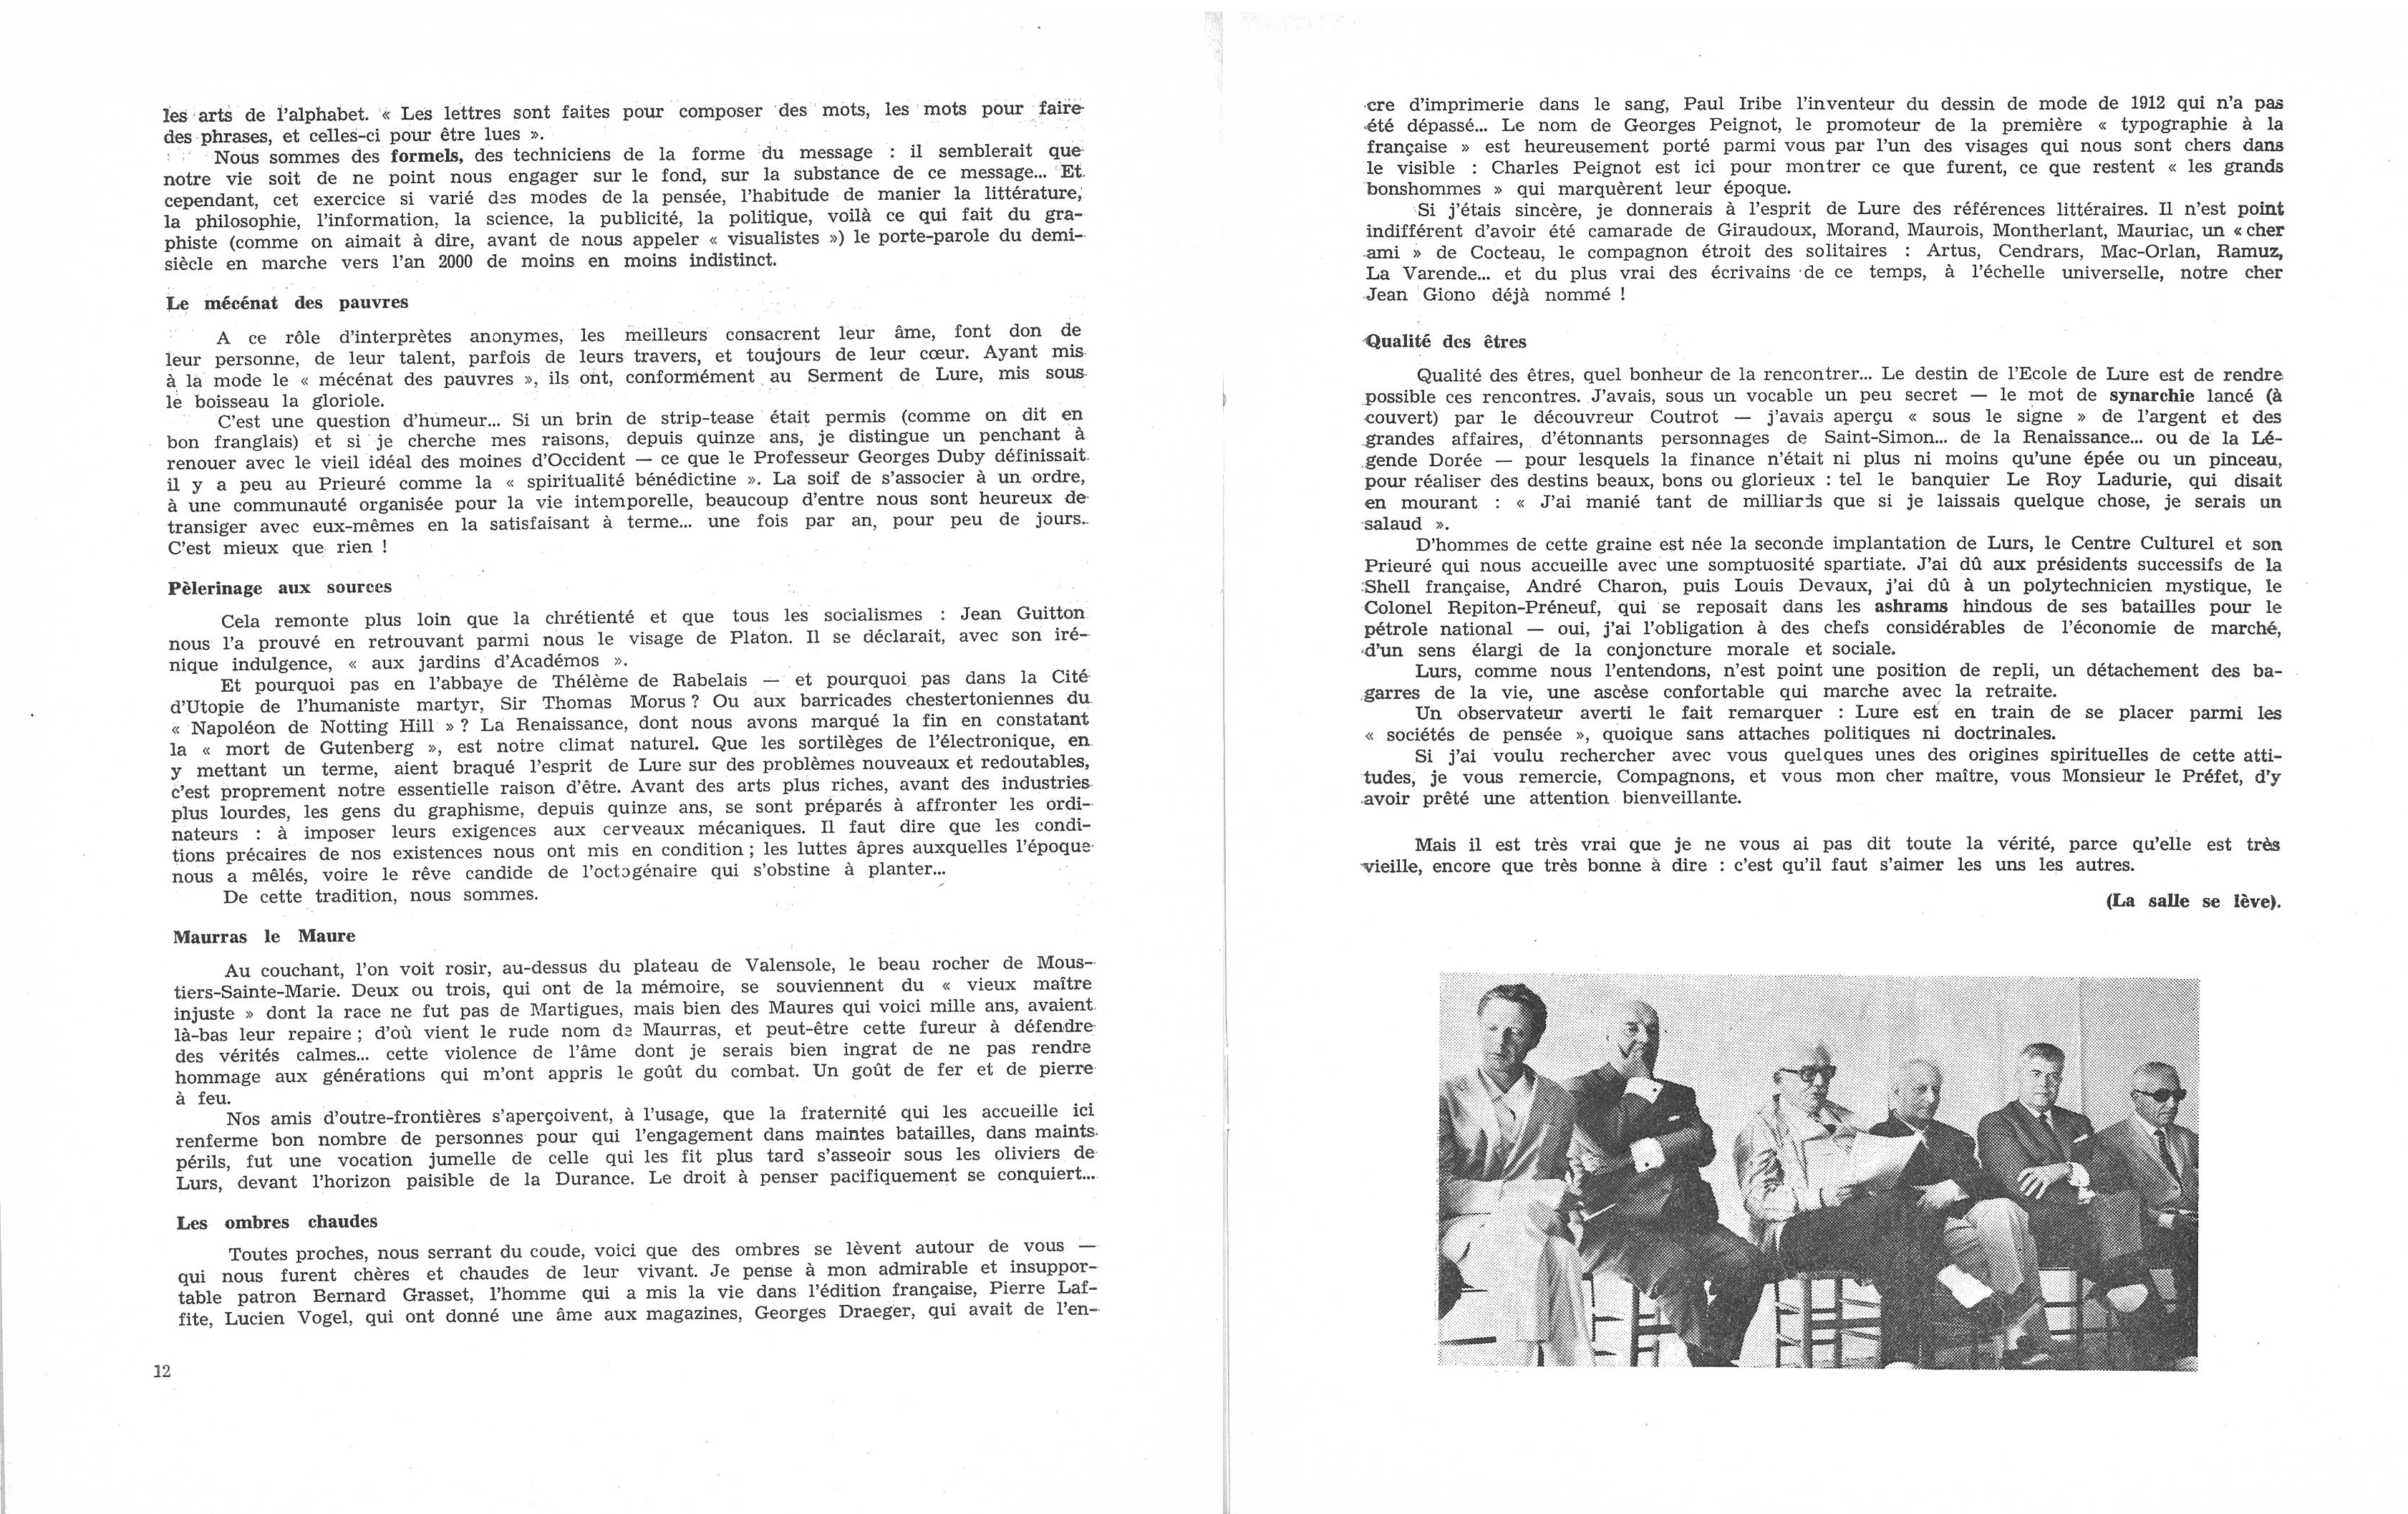 les arts de l'alphabet. « Les lettres sont faites pour composer des mots, les mots pour faire
des phrases, et celles-ci pour être lues ».
Nous sommes des formels, des techniciens de la forme du message : il semblerait que
notre vie soit de ne point nous engager sur le fond, sur la substance de ce message... Et
cependant, cet exercice si varié des modes de la pensée, l'habitude de manier la littérature,
la philosophie, l'information, la science, la publicité, la politique, voilà ce qui fait du gra-
phiste (comme on aimait à dire, avant de nous appeler « visualistes ») le porte-parole du demi-
siècle en marche vers l'an 2000 de moins en moins indistinct.
Le mécénat des pauvres
A ce rôle d'interprètes anonymes, les meilleurs consacrent leur âme, font don de
leur personne, de leur talent, parfois de leurs travers, et toujours de leur cœur. Ayant mis
à la mode le « mécénat des pauvres », ils ont, conformément au Serment de Lure, mis sous
le boisseau la gloriole.
C'est une question d'humeur... Si un brin de strip-tease était permis (comme on dit en
bon franglais) et si je cherche mes raisons, depuis quinze ans, je distingue un penchant à
renouer avec le vieil idéal des moines d'Occident — ce que le Professeur Georges Duby définissait
il y a peu au Prieuré comme la « spiritualité bénédictine ». La soif de s'associer à un ordre,
à une communauté organisée pour la vie intemporelle, beaucoup d'entre nous sont heureux de
transiger avec eux-mêmes en la satisfaisant à terme... une fois par an, pour peu de jours.
C'est mieux que rien !
Pèlerinage aux sources
Cela remonte plus loin que la chrétienté et que tous les socialismes : Jean Guitton
nous l'a prouvé en retrouvant parmi nous le visage de Platon. Il se déclarait, avec son iré-
nique indulgence, « aux jardins d'Académos ».
Et pourquoi pas en l'abbaye de Thélème de Rabelais — et pourquoi pas dans la Cité
d'Utopie de l'humaniste martyr, Sir Thomas Morus ? Ou aux barricades chestertoniennes du
« Napoléon de Notting Hill » ? La Renaissance, dont nous avons marqué la fin en constatant
la « mort de Gutenberg », est notre climat naturel. Que les sortilèges de l'électronique, en
y mettant un terme, aient braqué l'esprit de Lure sur des problèmes nouveaux et redoutables,
c'est proprement notre essentielle raison d'être. Avant des arts plus riches, avant des industries
plus lourdes, les gens du graphisme, depuis quinze ans, se sont préparés à affronter les ordi-
nateurs : à imposer leurs exigences aux cerveaux mécaniques. Il faut dire que les condi-
tions précaires de nos existences nous ont mis en condition ; les luttes âpres auxquelles l'époque
nous a mêlés, voire le rêve candide de l'octogénaire qui s'obstine à planter...
De cette tradition, nous sommes.
Maurras le Maure
Au couchant, l'on voit rosir, au-dessus du plateau de Valensole, le beau rocher de Mous-
tiers-Sainte-Marie. Deux ou trois, qui ont de la mémoire, se souviennent du « vieux maître
injuste » dont la race ne fut pas de Martigues, mais bien des Maures qui voici mille ans, avaient
là-bas leur repaire ; d'où vient le rude nom de Maurras, et peut-être cette fureur à défendre
des vérités calmes... cette violence de l'âme dont je serais bien ingrat de ne pas rendre
hommage aux générations qui m'ont appris le goût du combat. Un goût de fer et de pierre
à feu.
Nos amis d'outre-frontières s'aperçoivent, à l'usage, que la fraternité qui les accueille ici
renferme bon nombre de personnes pour qui l'engagement dans maintes batailles, dans maints
périls, fut une vocation jumelle de celle qui les fit plus tard s'asseoir sous les oliviers de
Lurs, devant l'horizon paisible de la Durance. Le droit à penser pacifiquement se conquiert...
Les ombres chaudes
Toutes proches, nous serrant du coude, voici que des ombres se lèvent autour de vous —
qui nous furent chères et chaudes de leur vivant. Je pense à mon admirable et insuppor-
table patron Bernard Grasset, l'homme qui a mis la vie dans l'édition française, Pierre Laf-
fite, Lucien Vogel, qui ont donné une âme aux magazines, Georges Draeger, qui avait de l'en-
12
cre d'imprimerie dans le sang, Paul Iribe l'inventeur du dessin de mode de 1912 qui n'a pas
été dépassé... Le nom de Georges Peignot, le promoteur de la première « typographie à la
française » est heureusement porté parmi vous par l'un des visages qui nous sont chers dans
le visible : Charles Peignot est ici pour montrer ce que furent, ce que restent « les grands
bonshommes » qui marquèrent leur époque.
Si j'étais sincère, je donnerais à l'esprit de Lure des références littéraires. Il n'est point
indifférent d'avoir été camarade de Giraudoux, Morand, Maurois, Montherlant, Mauriac, un « cher
ami » de Cocteau, le compagnon étroit des solitaires : Artus, Cendrars, Mac-Orlan, Ramuz,
La Varende... et du plus vrai des écrivains de ce temps, à l'échelle universelle, notre cher
Jean Giono déjà nommé !
Qualité des êtres
Qualité des êtres, quel bonheur de la rencontrer... Le destin de l'Ecole de Lure est de rendre
possible ces rencontres. J'avais, sous un vocable un peu secret — le mot de synarchie lancé (à
couvert) par le découvreur Coutrot — j'avais aperçu « sous le signe » de l'argent et des
grandes affaires, d'étonnants personnages de Saint-Simon... de la Renaissance... ou de la Lé-
gende Dorée — pour lesquels la finance n'était ni plus ni moins qu'une épée ou un pinceau,
pour réaliser des destins beaux, bons ou glorieux : tel le banquier Le Roy Ladurie, qui disait
en mourant : « J'ai manié tant de milliards que si je laissais quelque chose, je serais un
salaud ».
D'hommes de cette graine est née la seconde implantation de Lurs, le Centre Culturel et son
Prieuré qui nous accueille avec une somptuosité spartiate. J'ai dû aux présidents successifs de la
Shell française, André Charon, puis Louis Devaux, j'ai dû à un polytechnicien mystique, le
Colonel Repiton-Préneuf, qui se reposait dans les ashrams hindous de ses batailles pour le
pétrole national — oui, j'ai l'obligation à des chefs considérables de l'économie de marché,
d'un sens élargi de la conjoncture morale et sociale.
Lurs, comme nous l'entendons, n'est point une position de repli, un détachement des ba-
garres de la vie, une ascèse confortable qui marche avec la retraite.
Un observateur averti le fait remarquer : Lure est en train de se placer parmi les
« sociétés de pensée », quoique sans attaches politiques ni doctrinales.
Si j'ai voulu rechercher avec vous quelques unes des origines spirituelles de cette atti-
tudes, je vous remercie, Compagnons, et vous mon cher maître, vous Monsieur le Préfet, d'y
avoir prêté une attention bienveillante.
Mais il est très vrai que je ne vous ai pas dit toute la vérité, parce qu'elle est très
vieille, encore que très bonne à dire : c'est qu'il faut s'aimer les uns les autres.
(La salle se lève).